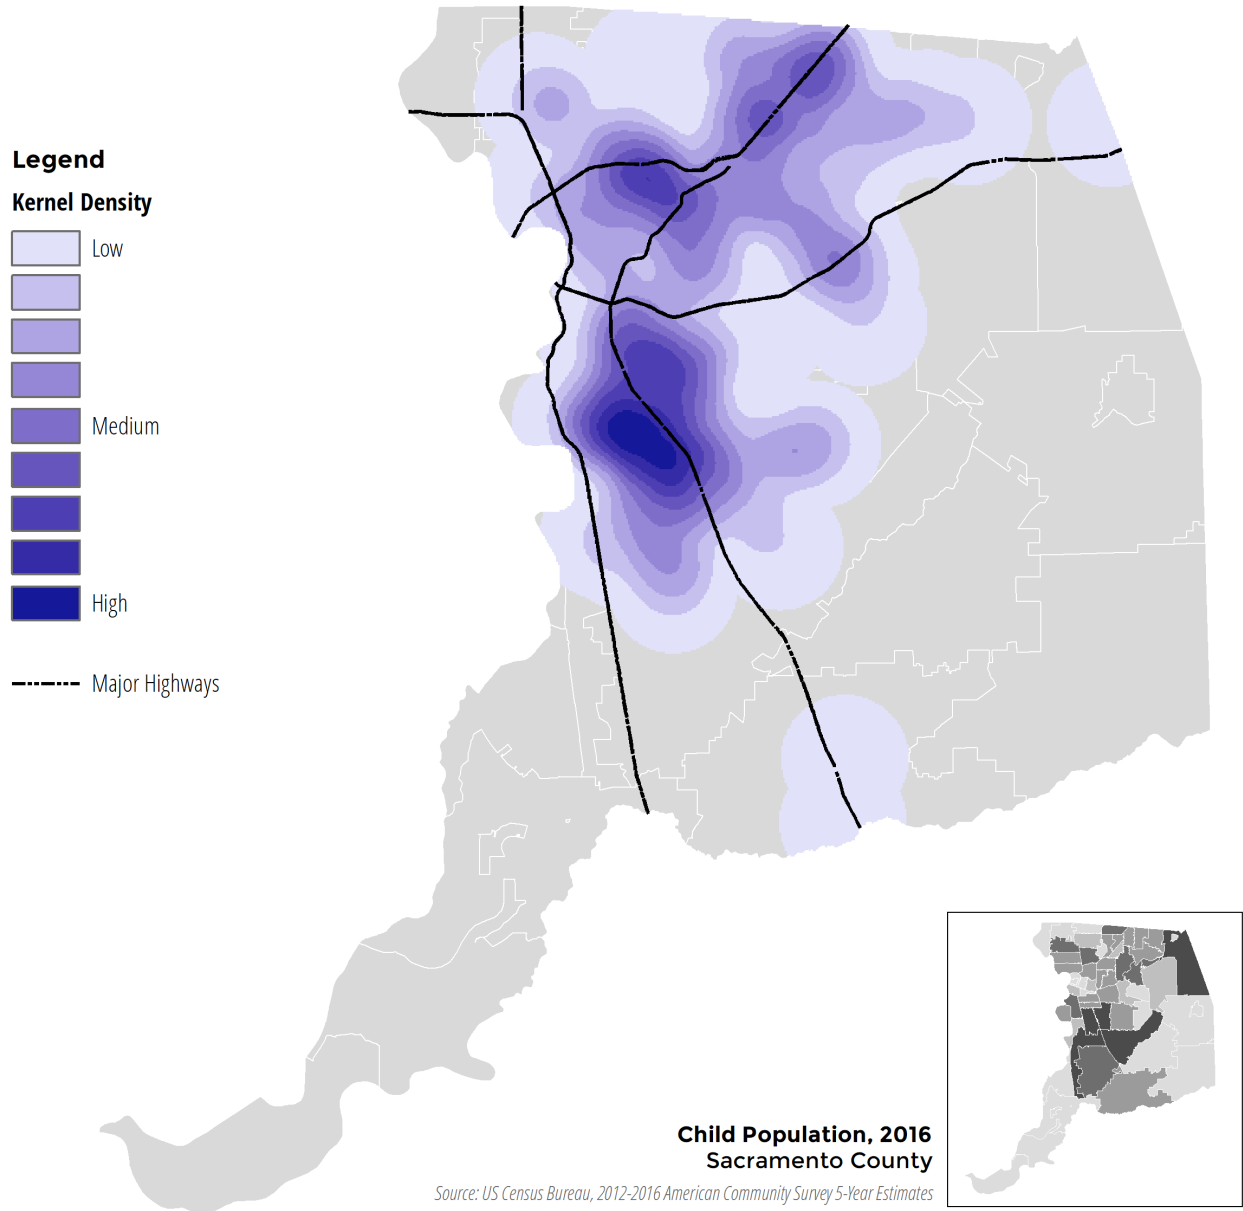 Legend
Kernel Density
Low
Medium
High
Major Highways
Child Population, 2016
Sacramento County
Source: US Census Bureau, 2012-2016 American Community Survey 5-Year Estimates